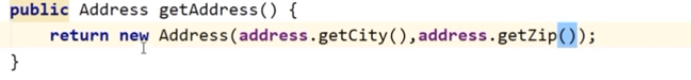 public Address getAddress() {
    return new Address(address.getCity(),address.getZip());
}